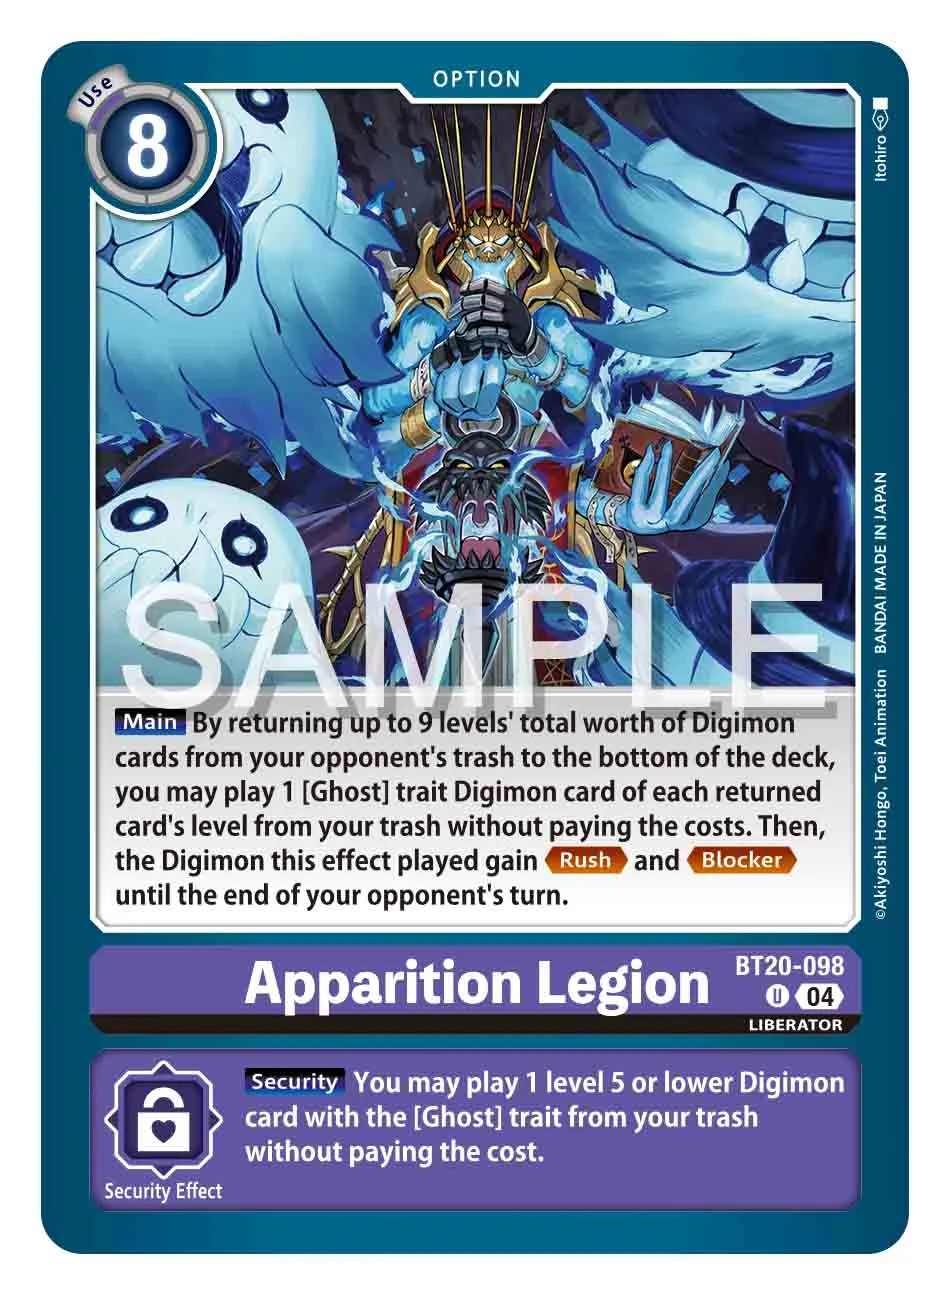 OPTION
Use
8
Itohiro
SAMPLE
Main By returning up to 9 levels' total worth of Digimon
cards from your opponent's trash to the bottom of the deck,
you may play 1 [Ghost] trait Digimon card of each returned
card's level from your trash without paying the costs. Then,
the Digimon this effect played gain Rush and Blocker
until the end of your opponent's turn.
©Akiyoshi Hongo, Toei Animation BANDAI MADE IN JAPAN
Apparition Legion
BT20-098
U 04
LIBERATOR
Security You may play 1 level 5 or lower Digimon
card with the [Ghost] trait from your trash
without paying the cost.
Security Effect